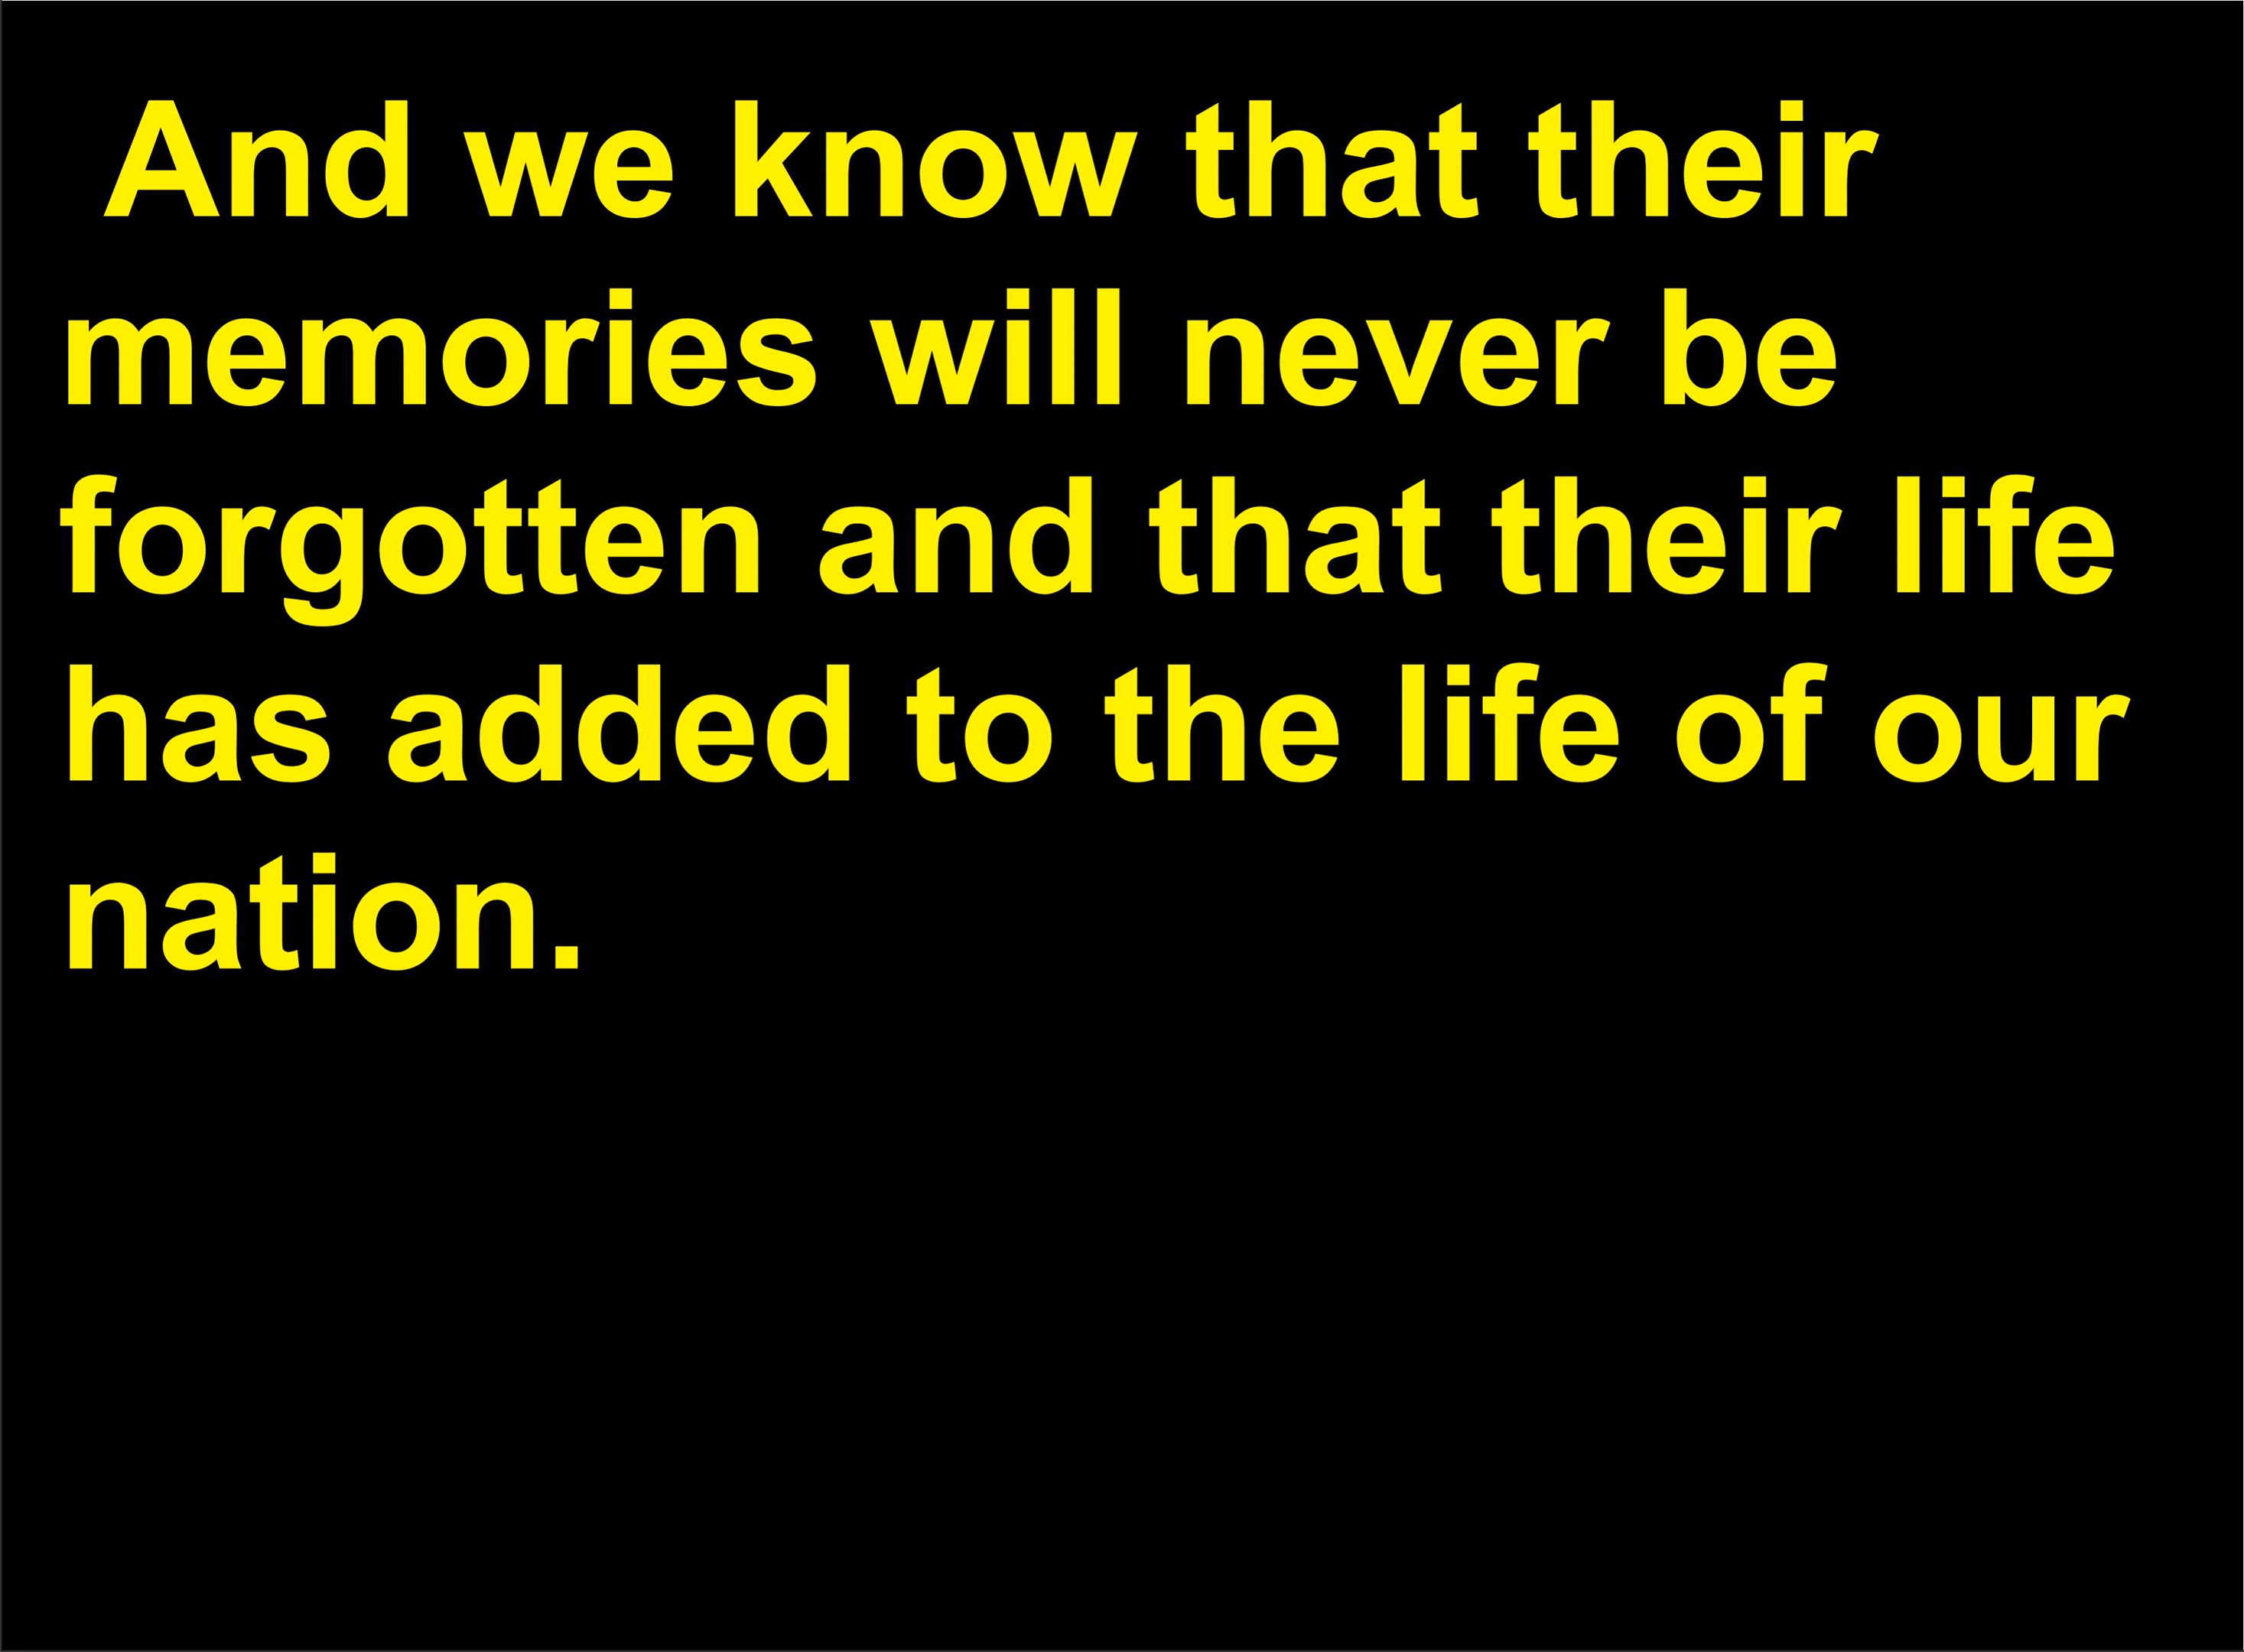 And we know that their
memories will never be
forgotten and that their life
has added to the life of our
nation.